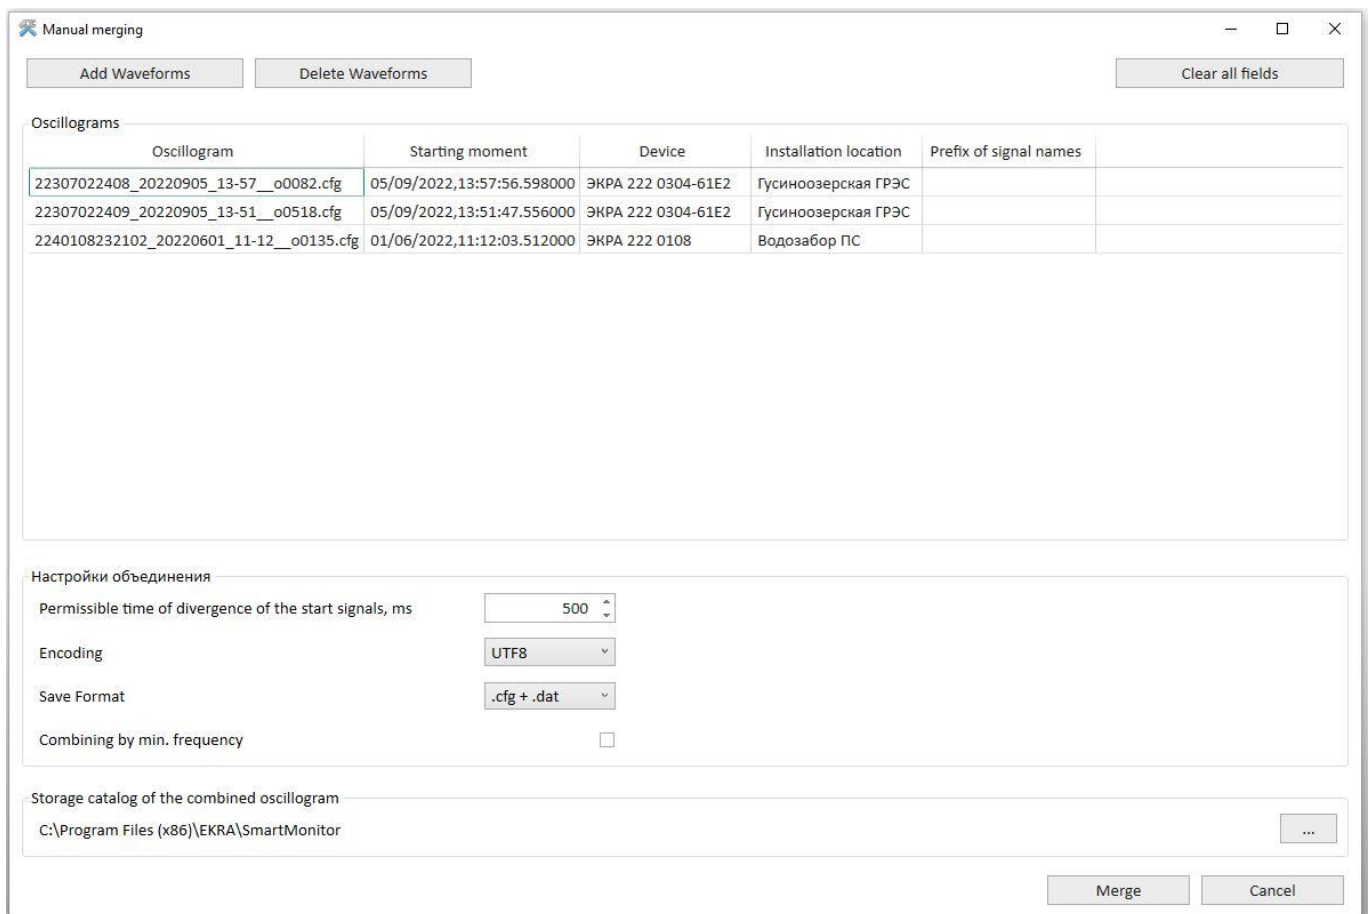 Manual merging
Add Waveforms Delete Waveforms Clear all fields
Oscillograms
Oscillogram Starting moment Device Installation location Prefix of signal names
22307022408_20220905_13-57__o0082.cfg 05/09/2022,13:57:56.598000 ЭКРА 222 0304-61E2 Гусиноозерская ГРЭС
22307022409_20220905_13-51__o0518.cfg 05/09/2022,13:51:47.556000 ЭКРА 222 0304-61E2 Гусиноозерская ГРЭС
2240108232102_20220601_11-12__o0135.cfg 01/06/2022,11:12:03.512000 ЭКРА 222 0108 Водозабор ПС
Настройки объединения
Permissible time of divergence of the start signals, ms 500
Encoding UTF8
Save Format .cfg + .dat
Combining by min. frequency
Storage catalog of the combined oscillogram
C:\Program Files (x86)\EKRA\SmartMonitor ...
Merge Cancel